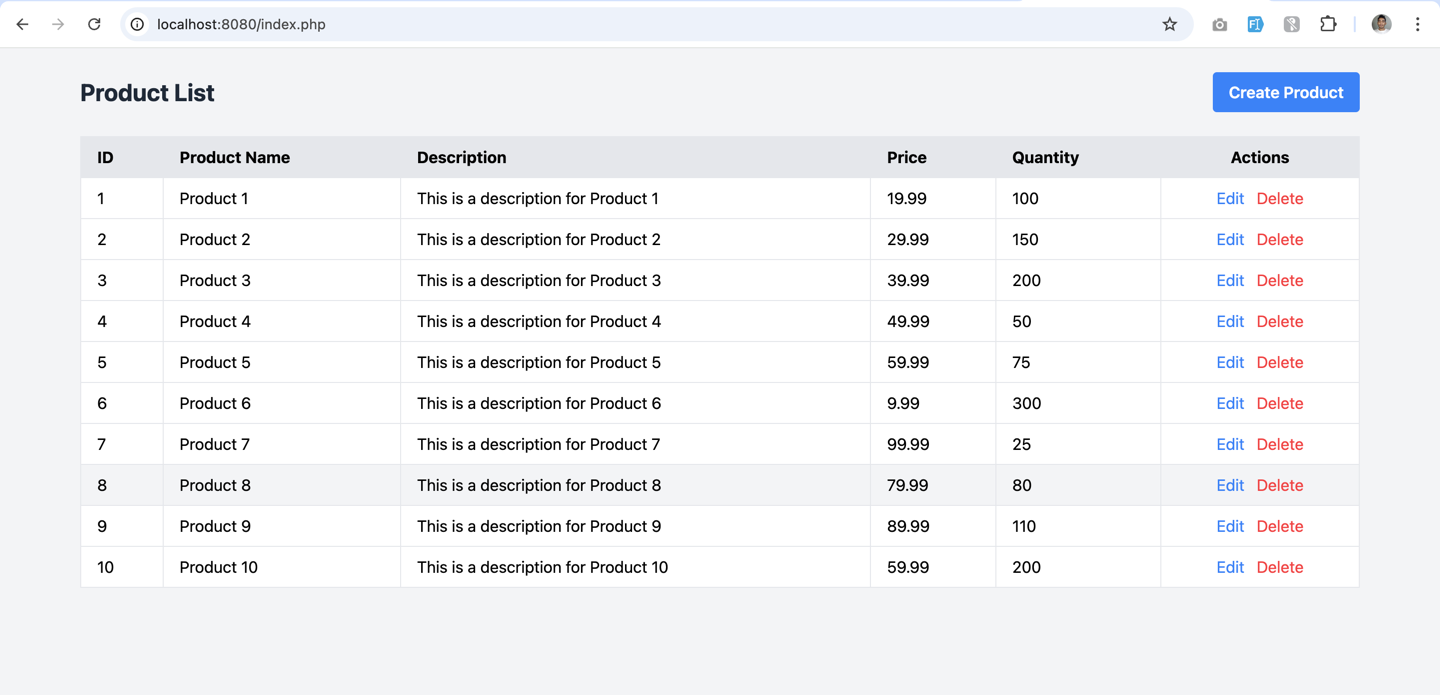 localhost:8080/index.php
FI
Product List
Create Product
ID Product Name Description Price Quantity Actions
1 Product 1 This is a description for Product 1 19.99 100 Edit Delete
2 Product 2 This is a description for Product 2 29.99 150 Edit Delete
3 Product 3 This is a description for Product 3 39.99 200 Edit Delete
4 Product 4 This is a description for Product 4 49.99 50 Edit Delete
5 Product 5 This is a description for Product 5 59.99 75 Edit Delete
6 Product 6 This is a description for Product 6 9.99 300 Edit Delete
7 Product 7 This is a description for Product 7 99.99 25 Edit Delete
8 Product 8 This is a description for Product 8 79.99 80 Edit Delete
9 Product 9 This is a description for Product 9 89.99 110 Edit Delete
10 Product 10 This is a description for Product 10 59.99 200 Edit Delete